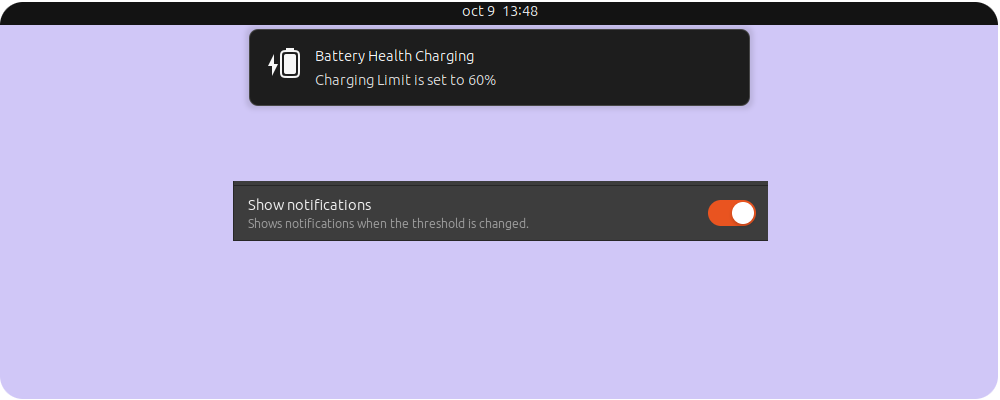 oct 9 13:48
Battery Health Charging
Charging Limit is set to 60%
Show notifications
Shows notifications when the threshold is changed.